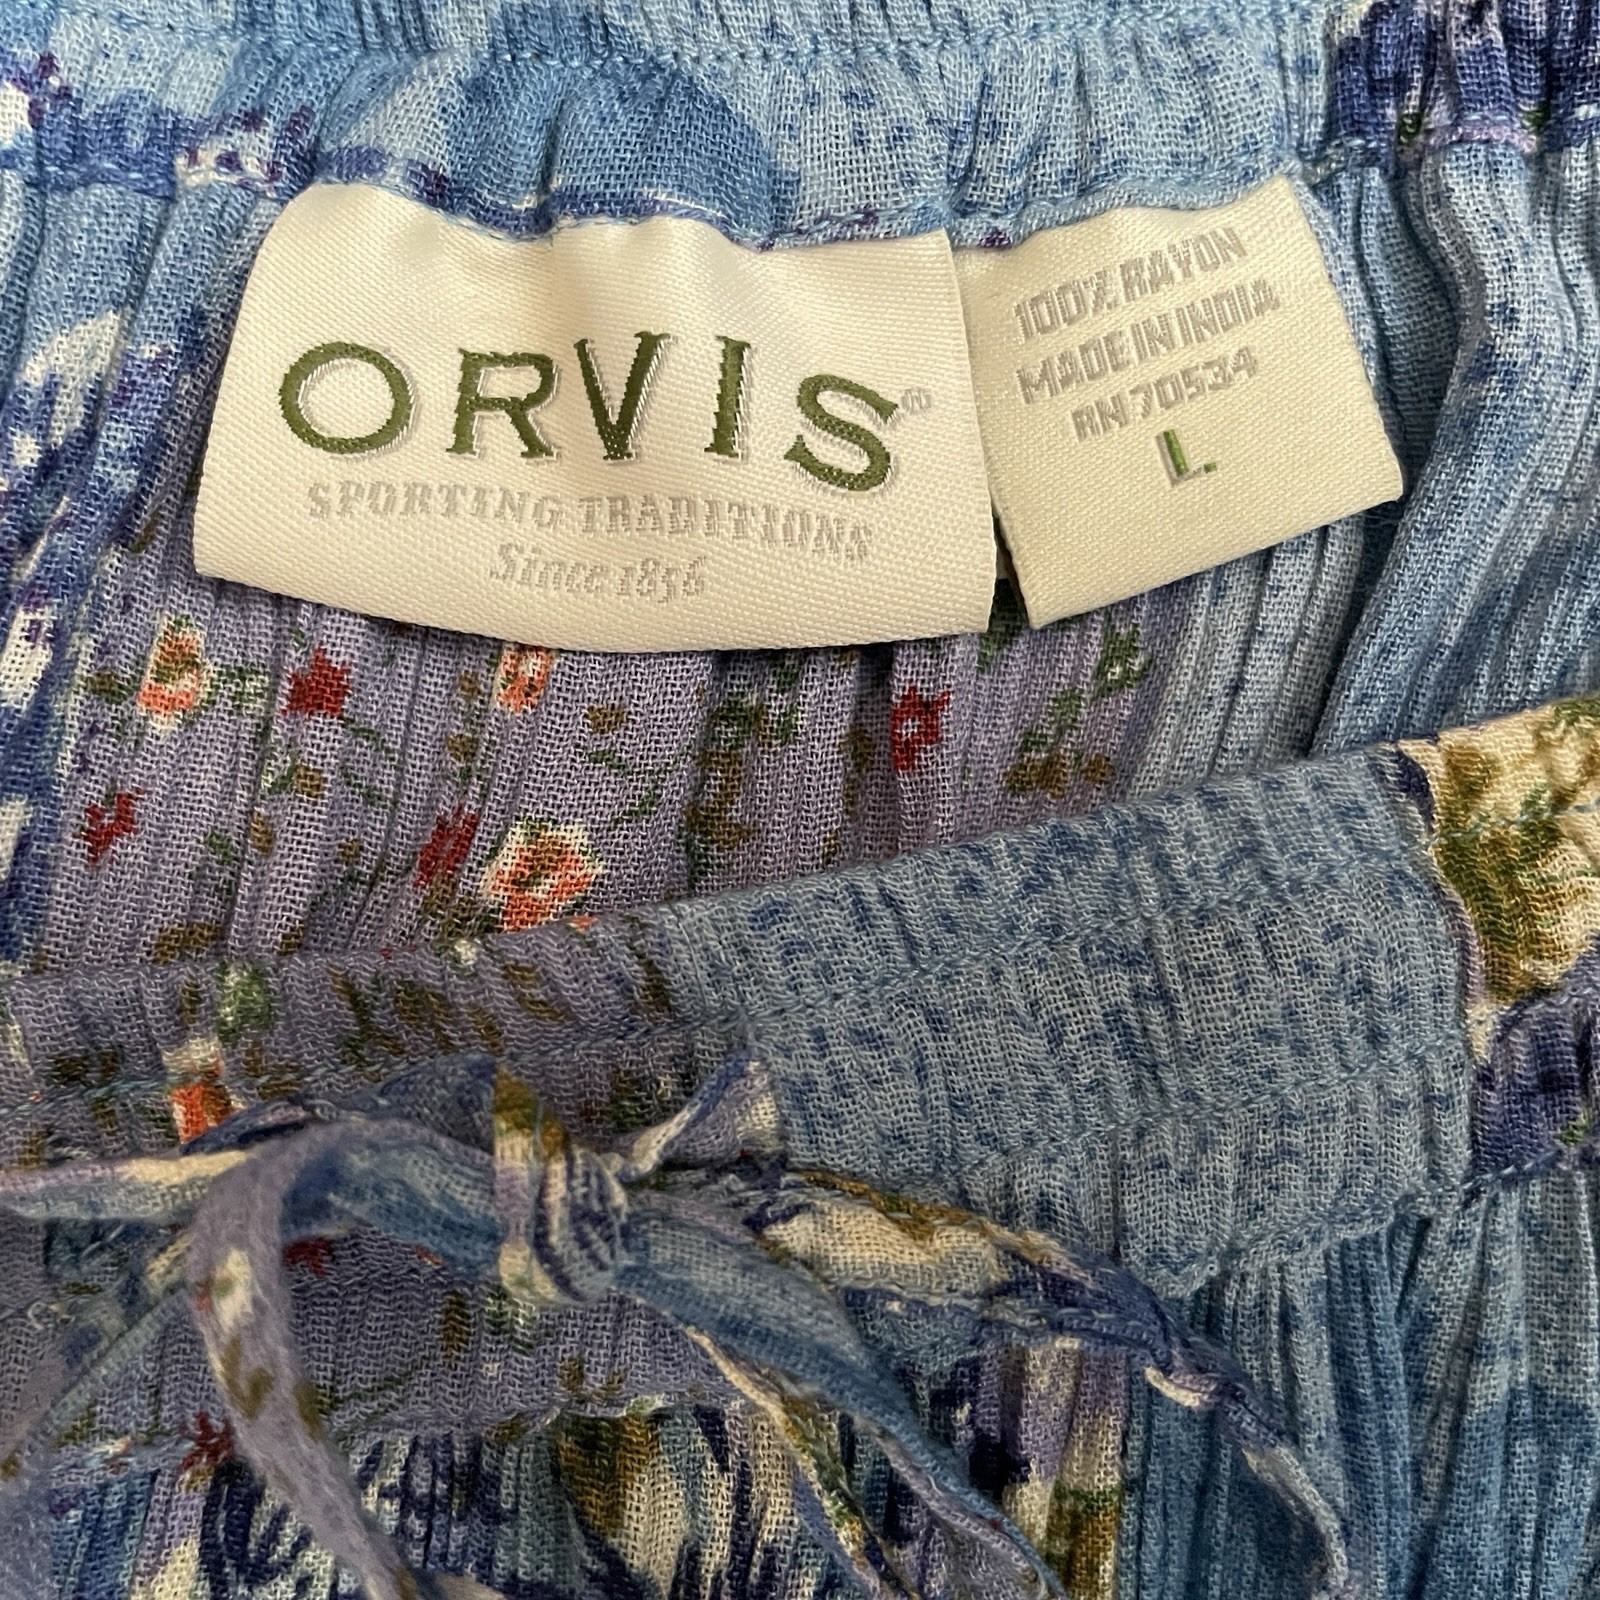 ORVIS®
SPORTING TRADITIONS
Since 1856
100% RAYON
MADE IN INDIA
RN 70534
L